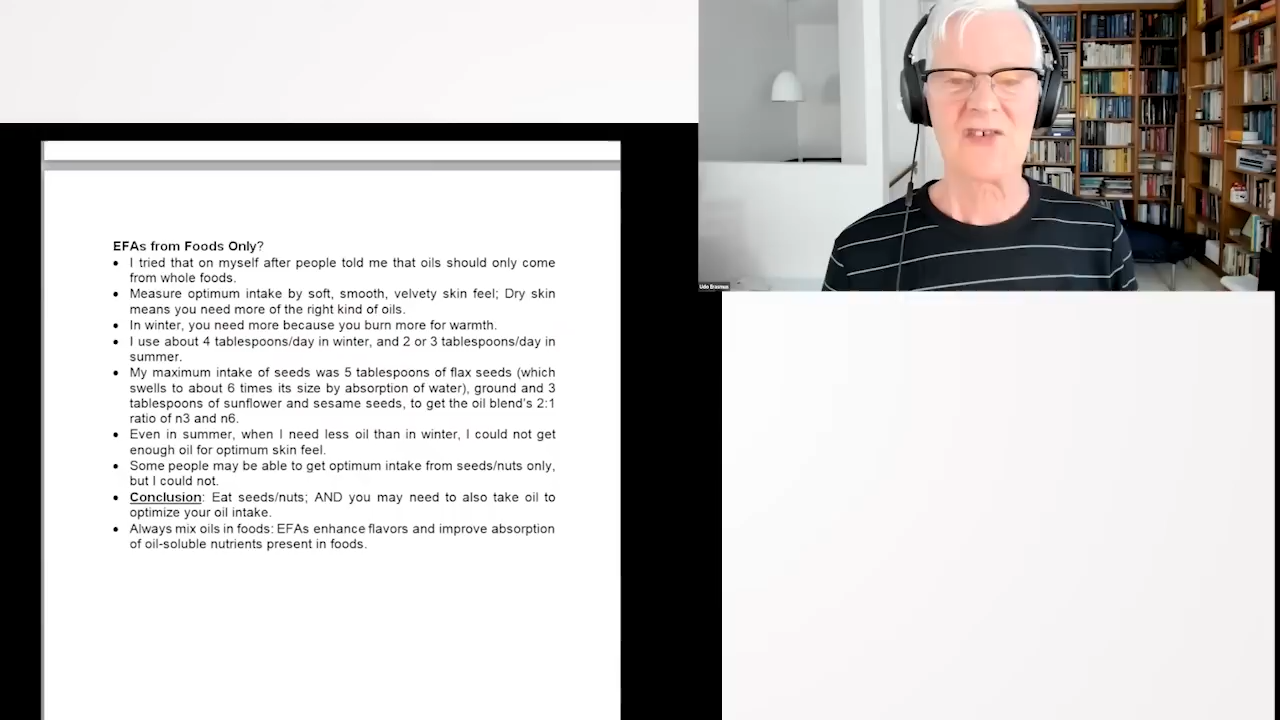 EFAs from Foods Only?
• I tried that on myself after people told me that oils should only come
from whole foods.
• Measure optimum intake by soft, smooth, velvety skin feel; Dry skin
means you need more of the right kind of oils.
• In winter, you need more because you burn more for warmth.
• I use about 4 tablespoons/day in winter, and 2 or 3 tablespoons/day in
summer.
• My maximum intake of seeds was 5 tablespoons of flax seeds (which
swells to about 6 times its size by absorption of water), ground and 3
tablespoons of sunflower and sesame seeds, to get the oil blend's 2:1
ratio of n3 and n6.
• Even in summer, when I need less oil than in winter, I could not get
enough oil for optimum skin feel.
• Some people may be able to get optimum intake from seeds/nuts only,
but I could not.
• Conclusion: Eat seeds/nuts; AND you may need to also take oil to
optimize your oil intake.
• Always mix oils in foods: EFAs enhance flavors and improve absorption
of oil-soluble nutrients present in foods.
Udo Erasmus